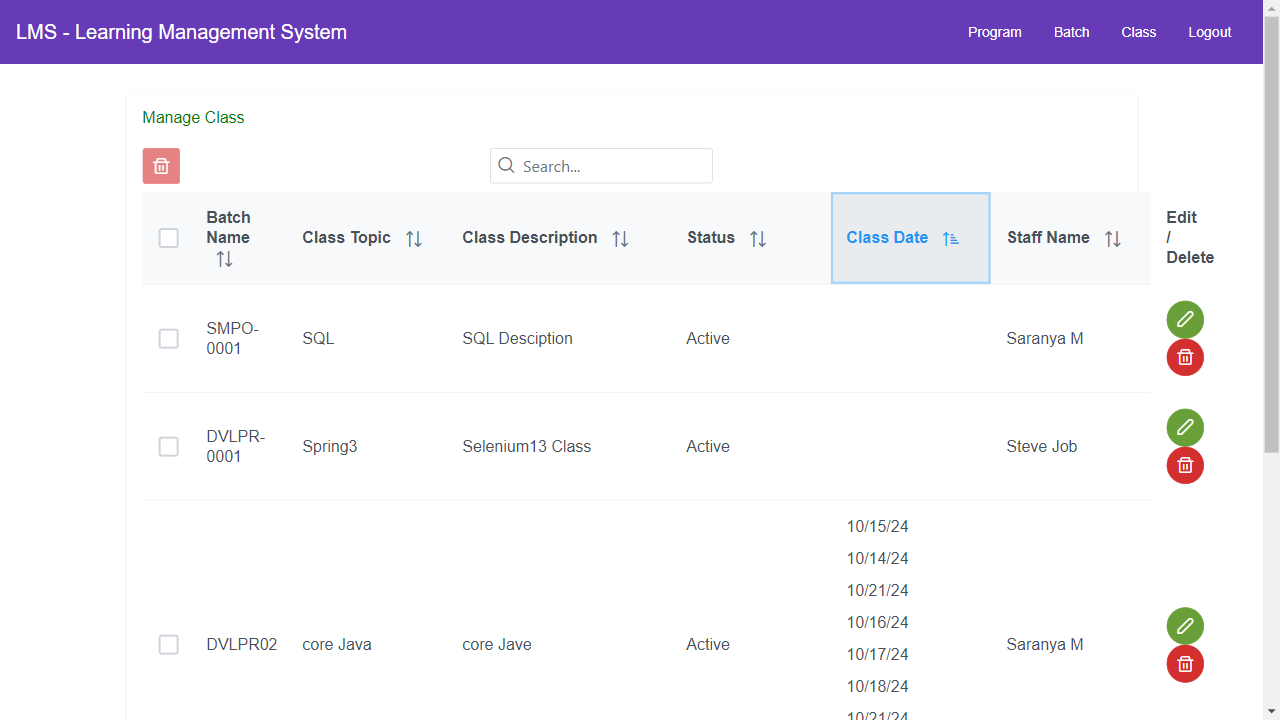 LMS - Learning Management System
Program
Batch
Class
Logout
Manage Class
Search...
Batch
Name
Class Topic
Class Description
Status
Class Date
Staff Name
Edit
/
Delete
SMPO-
0001
SQL
SQL Desciption
Active
Saranya M
DVLPR-
0001
Spring3
Selenium13 Class
Active
Steve Job
DVLPR02
core Java
core Jave
Active
10/15/24
10/14/24
10/21/24
10/16/24
10/17/24
10/18/24
10/21/24
Saranya M